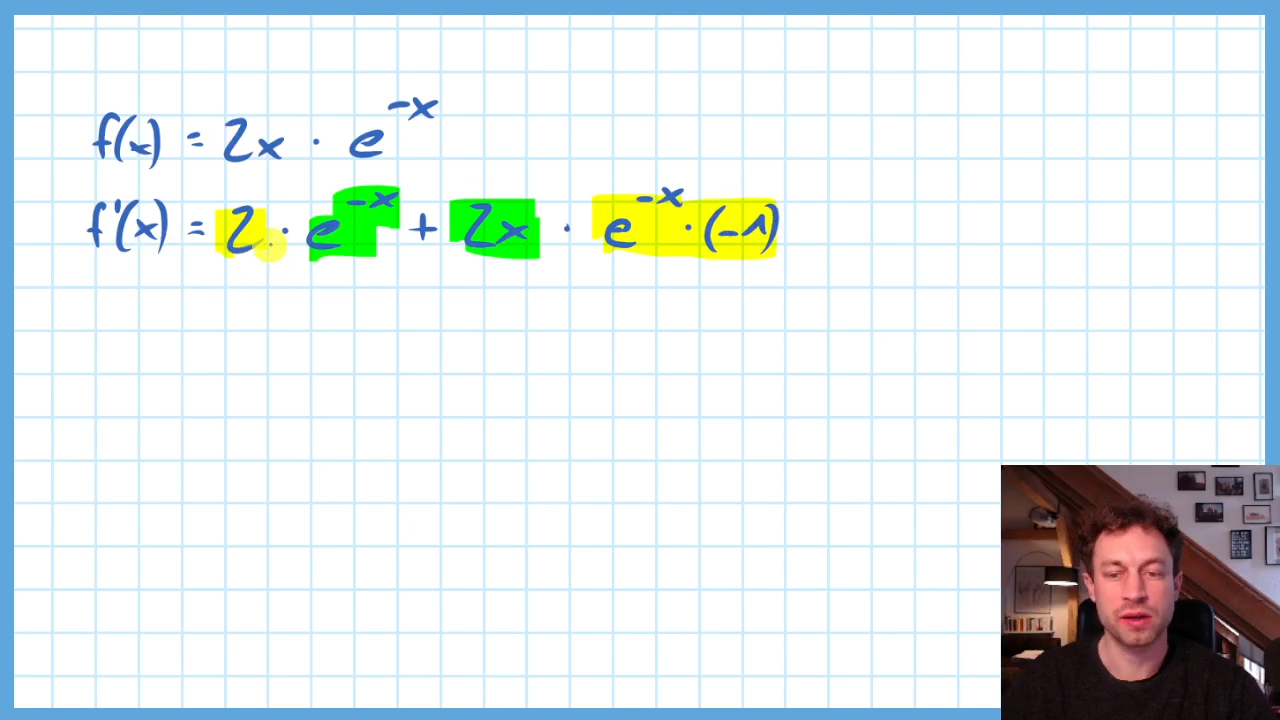 f(x) = 2x · e^-x
f'(x) = 2 · e^-x + 2x · e^-x · (-1)